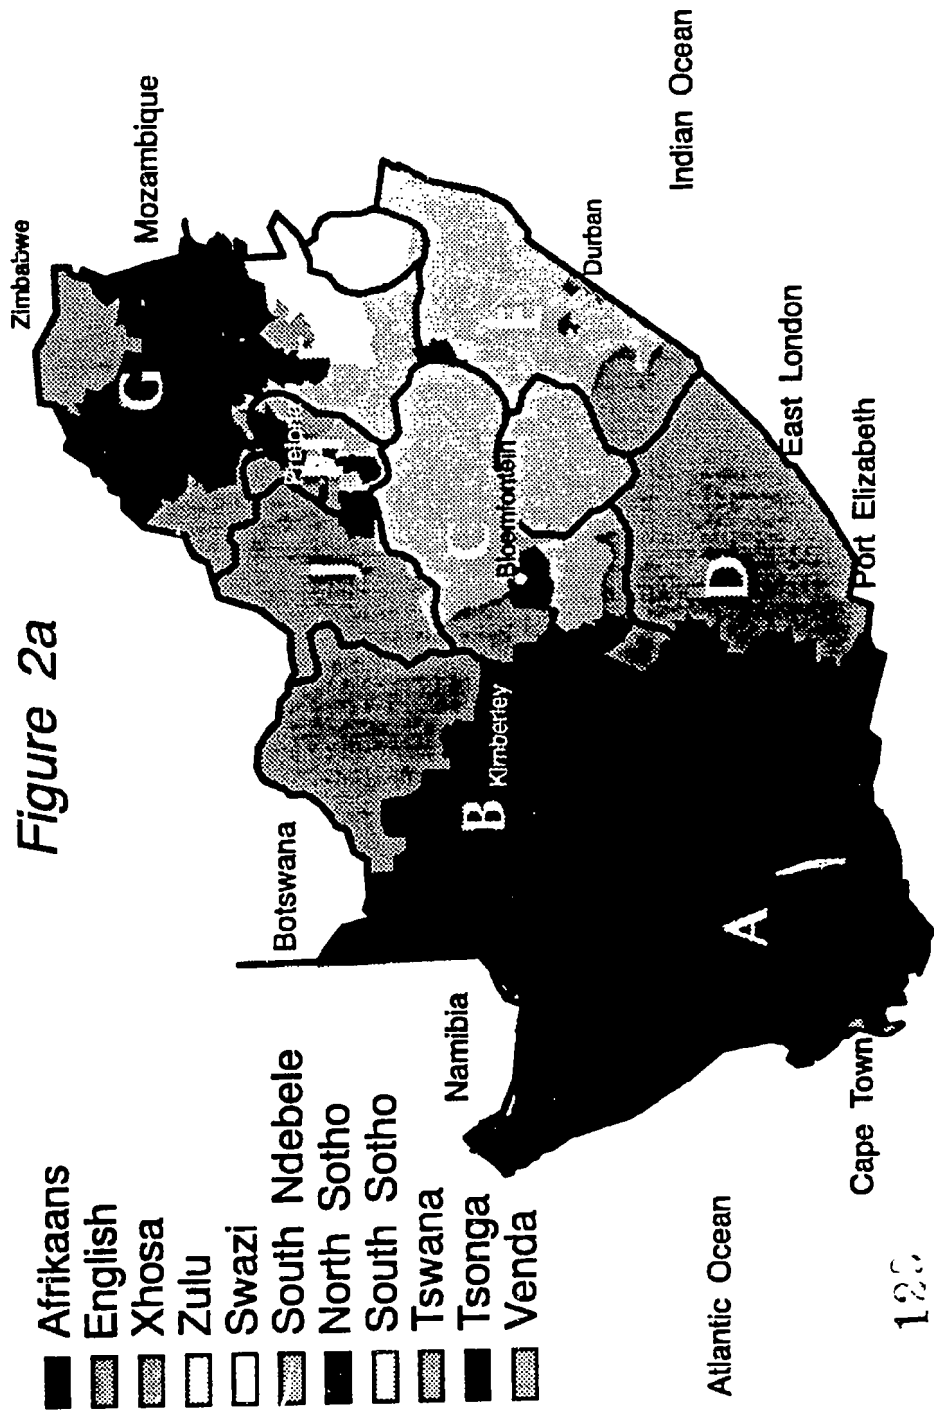 Figure 2a
Afrikaans
English
Xhosa
Zulu
Swazi
South Ndebele
North Sotho
South Sotho
Tswana
Tsonga
Venda
Zimbabwe
Mozambique
Botswana
Namibia
Atlantic Ocean
Indian Ocean
G
Bloemfontein
Durban
East London
D
Port Elizabeth
B
Kimberley
A
Cape Town